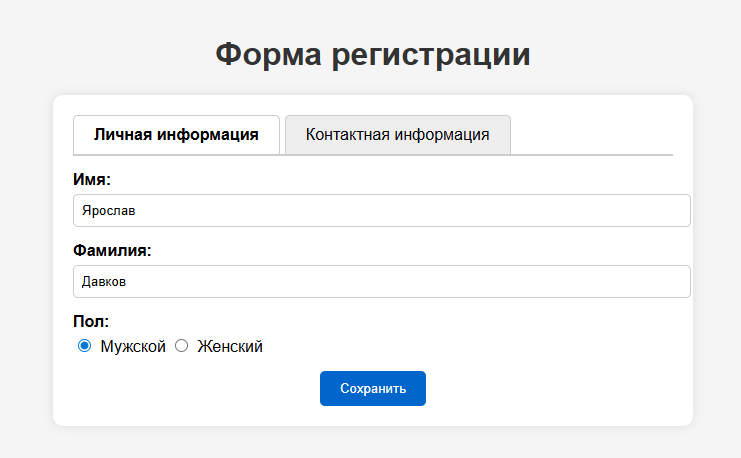 Форма регистрации
Личная информация Контактная информация
Имя:
Ярослав
Фамилия:
Давков
Пол:
Мужской Женский
Сохранить